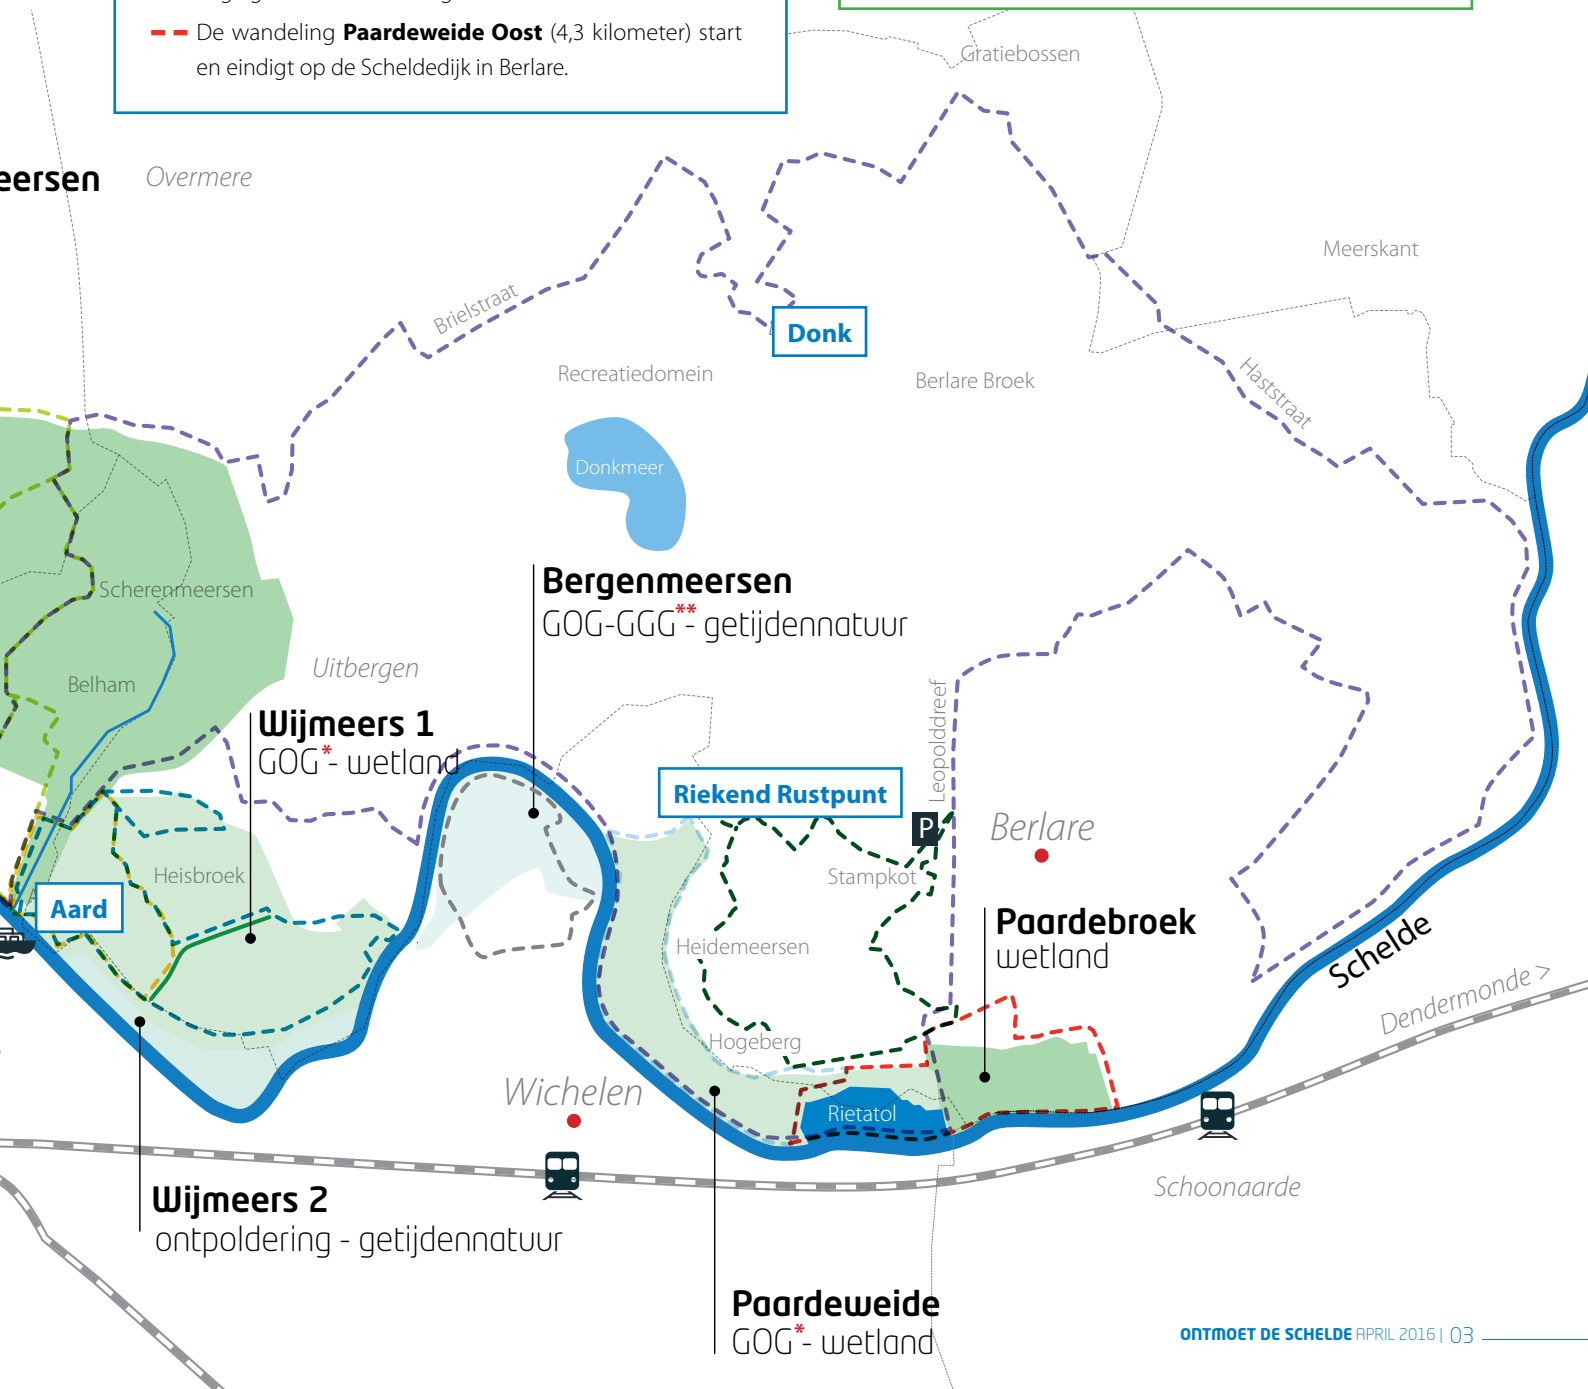 De wandeling Paardeweide Oost (4,3 kilometer) start
en eindigt op de Scheldedijk in Berlare.
Gratiebossen
eersen
Overmere
Meerskant
Brielstraat
Donk
Recreatiedomein
Berlare Broek
Haststraat
Donkmeer
Bergenmeersen
GOG-GGG**- getijdennatuur
Scherenmeersen
Uitbergen
Belham
Leopolddreef
Wijmeers 1
GOG*- wetland
Riekend Rustpunt
P
Berlare
Heisbroek
Stampkot
Aard
Paardebroek
wetland
Heidemeersen
Schelde
Dendermonde >
Hogeberg
Wichelen
Rietatol
Schoonaarde
Wijmeers 2
ontpoldering - getijdennatuur
Paardeweide
GOG*- wetland
ONTMOET DE SCHELDE APRIL 2016 | 03